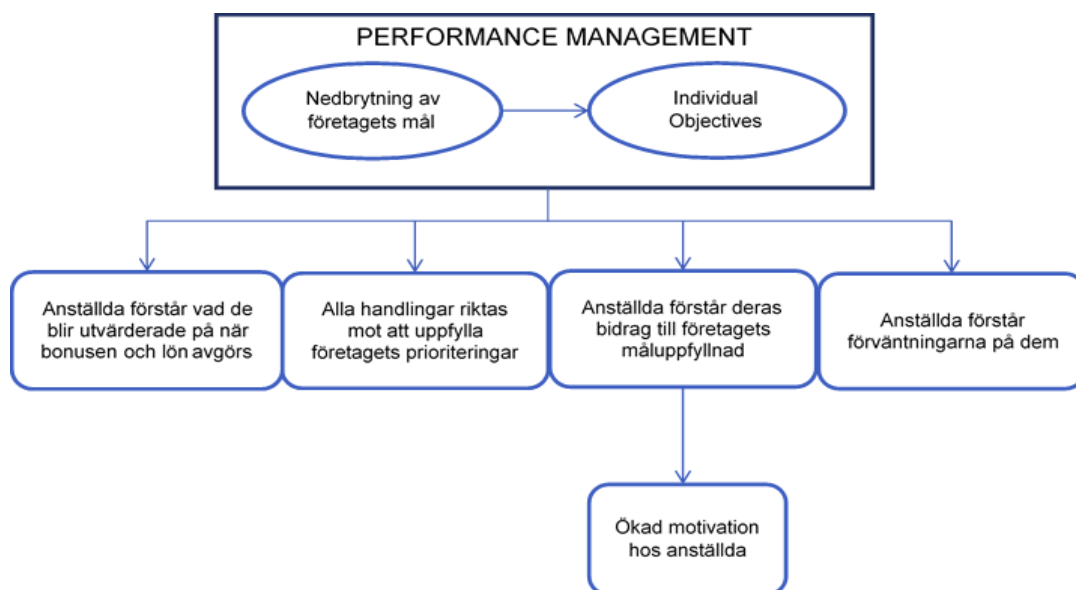 PERFORMANCE MANAGEMENT
Nedbrytning av
företagets mål
Individual
Objectives
Anställda förstår vad de
blir utvärderade på när
bonusen och lön avgörs
Alla handlingar riktas
mot att uppfylla
företagets prioriteringar
Anställda förstår deras
bidrag till företagets
måluppfyllnad
Anställda förstår
förväntningarna på dem
Ökad motivation
hos anställda